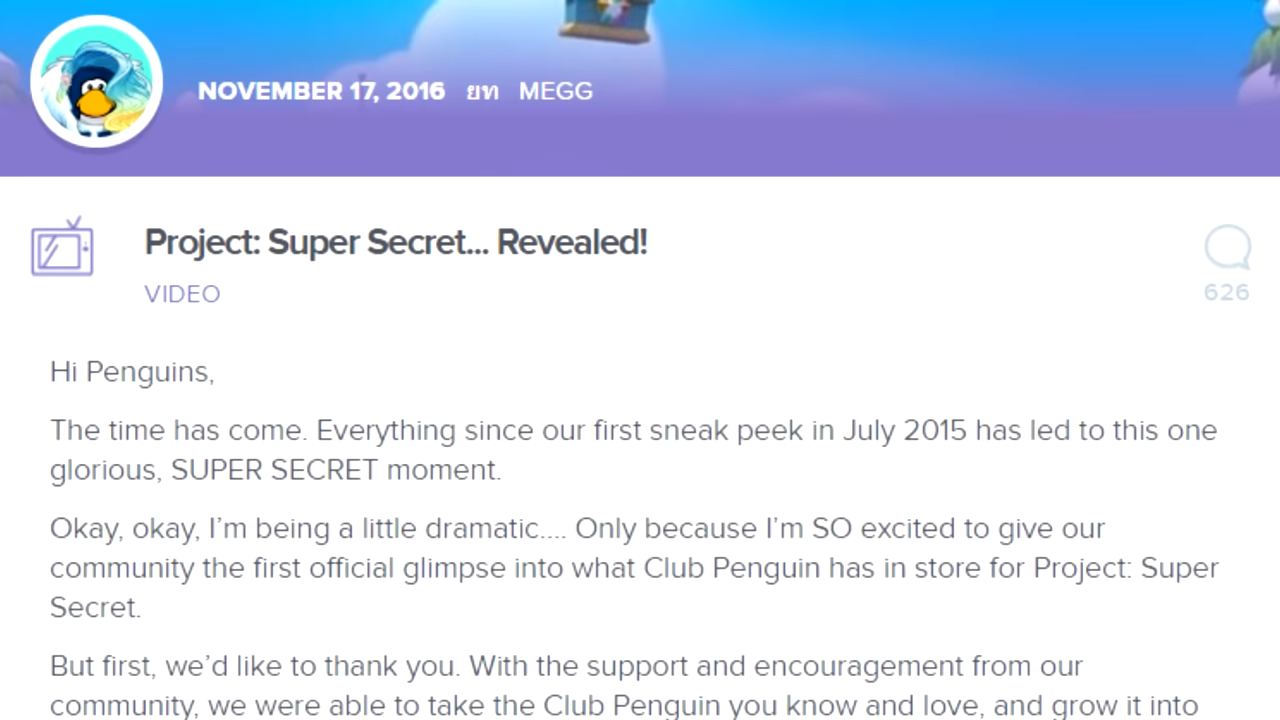 NOVEMBER 17, 2016 ยท MEGG
Project: Super Secret... Revealed!
VIDEO
626
Hi Penguins,
The time has come. Everything since our first sneak peek in July 2015 has led to this one
glorious, SUPER SECRET moment.
Okay, okay, I’m being a little dramatic.... Only because I’m SO excited to give our
community the first official glimpse into what Club Penguin has in store for Project: Super
Secret.
But first, we’d like to thank you. With the support and encouragement from our
community, we were able to take the Club Penguin you know and love, and grow it into